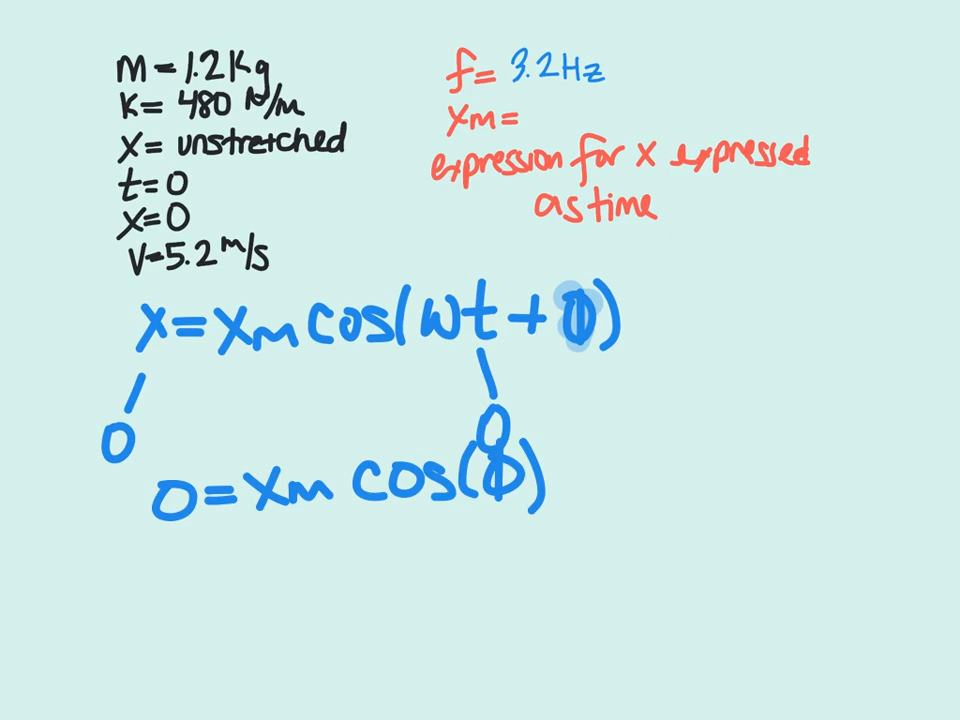 m = 1.2 Kg
K = 480 N/m
x = unstretched
t = 0
x = 0
v = 5.2 m/s
f = 3.2 Hz
xm =
expression for x expressed
as time
x = xm cos(ωt + φ)
0 0
0 = xm cos(φ)